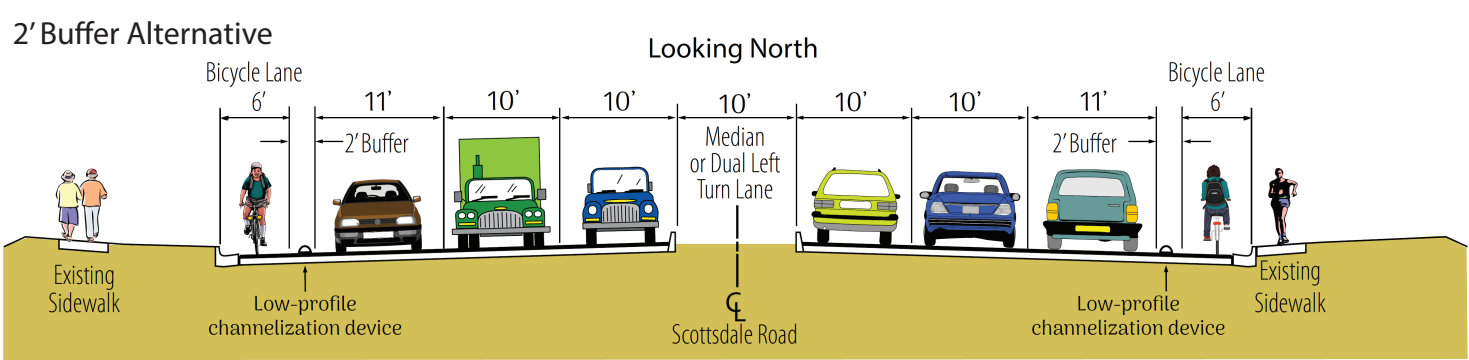 2’ Buffer Alternative
Looking North
Bicycle Lane
6’
11’
10’
10’
10’
10’
10’
11’
Bicycle Lane
6’
2’ Buffer
Median
or Dual Left
Turn Lane
2’ Buffer
Existing
Sidewalk
Low-profile
channelization device
CL
Scottsdale Road
Low-profile
channelization device
Existing
Sidewalk